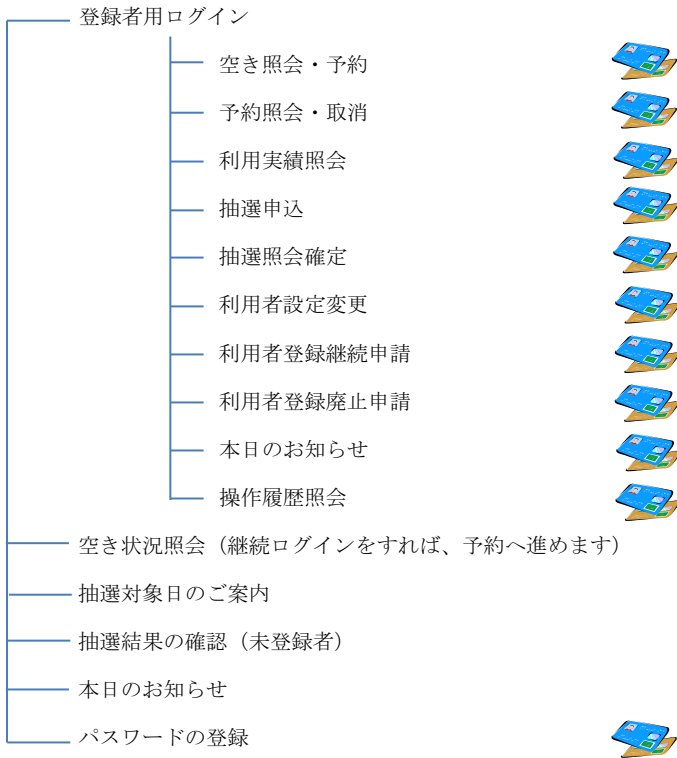 登録者用ログイン
空き照会・予約
予約照会・取消
利用実績照会
抽選申込
抽選照会確定
利用者設定変更
利用者登録継続申請
利用者登録廃止申請
本日のお知らせ
操作履歴照会
空き状況照会（継続ログインをすれば、予約へ進めます）
抽選対象日のご案内
抽選結果の確認（未登録者）
本日のお知らせ
パスワードの登録